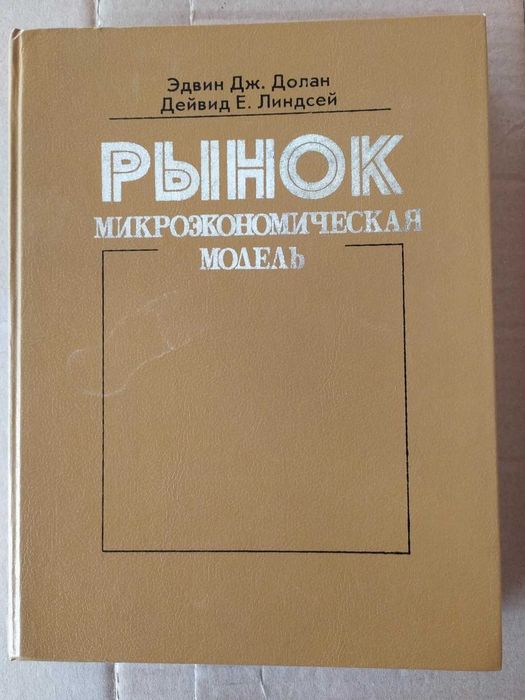 Эдвин Дж. Долан
Дейвид Е. Линдсей
РЫНОК
МИКРОЭКОНОМИЧЕСКАЯ
МОДЕЛЬ